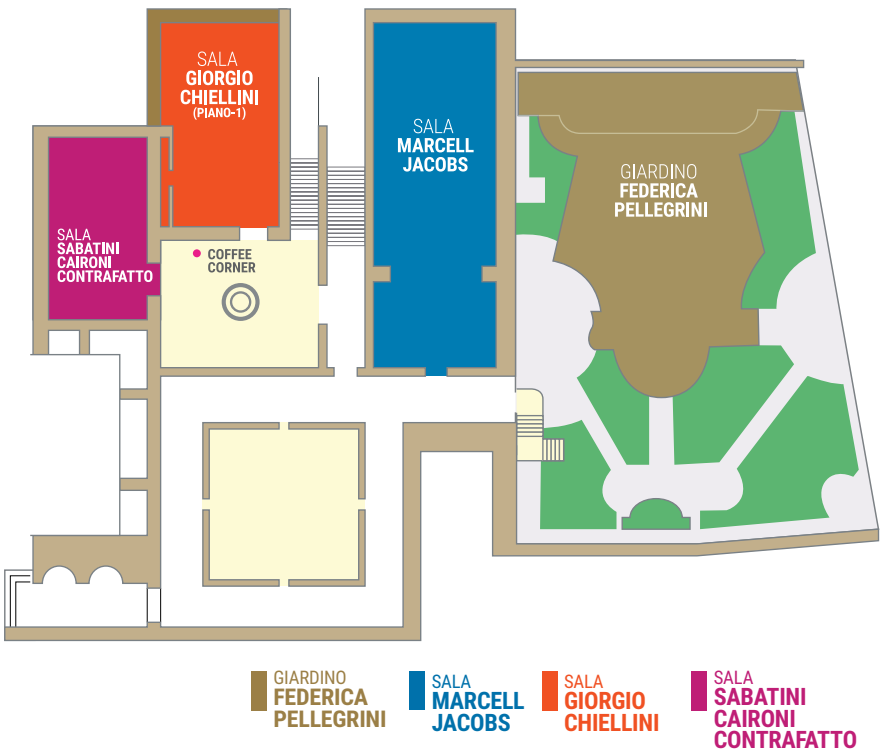 SALA
GIORGIO
CHIELLINI
(PIANO-1)
SALA
MARCELL
JACOBS
GIARDINO
FEDERICA
PELLEGRINI
SALA
SABATINI
CAIRONI
CONTRAFATTO
COFFEE
CORNER
GIARDINO
FEDERICA
PELLEGRINI
SALA
MARCELL
JACOBS
SALA
GIORGIO
CHIELLINI
SALA
SABATINI
CAIRONI
CONTRAFATTO